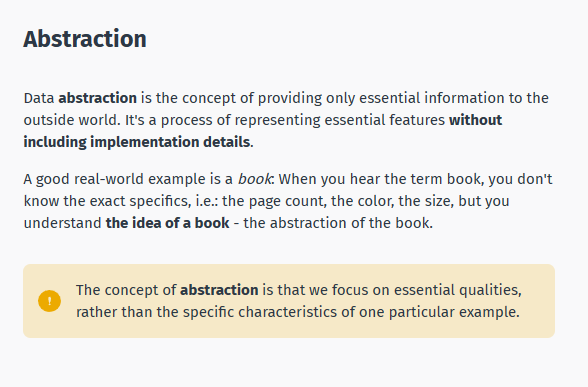 Abstraction
Data abstraction is the concept of providing only essential information to the
outside world. It's a process of representing essential features without
including implementation details.
A good real-world example is a book: When you hear the term book, you don't
know the exact specifics, i.e.: the page count, the color, the size, but you
understand the idea of a book - the abstraction of the book.
The concept of abstraction is that we focus on essential qualities,
rather than the specific characteristics of one particular example.